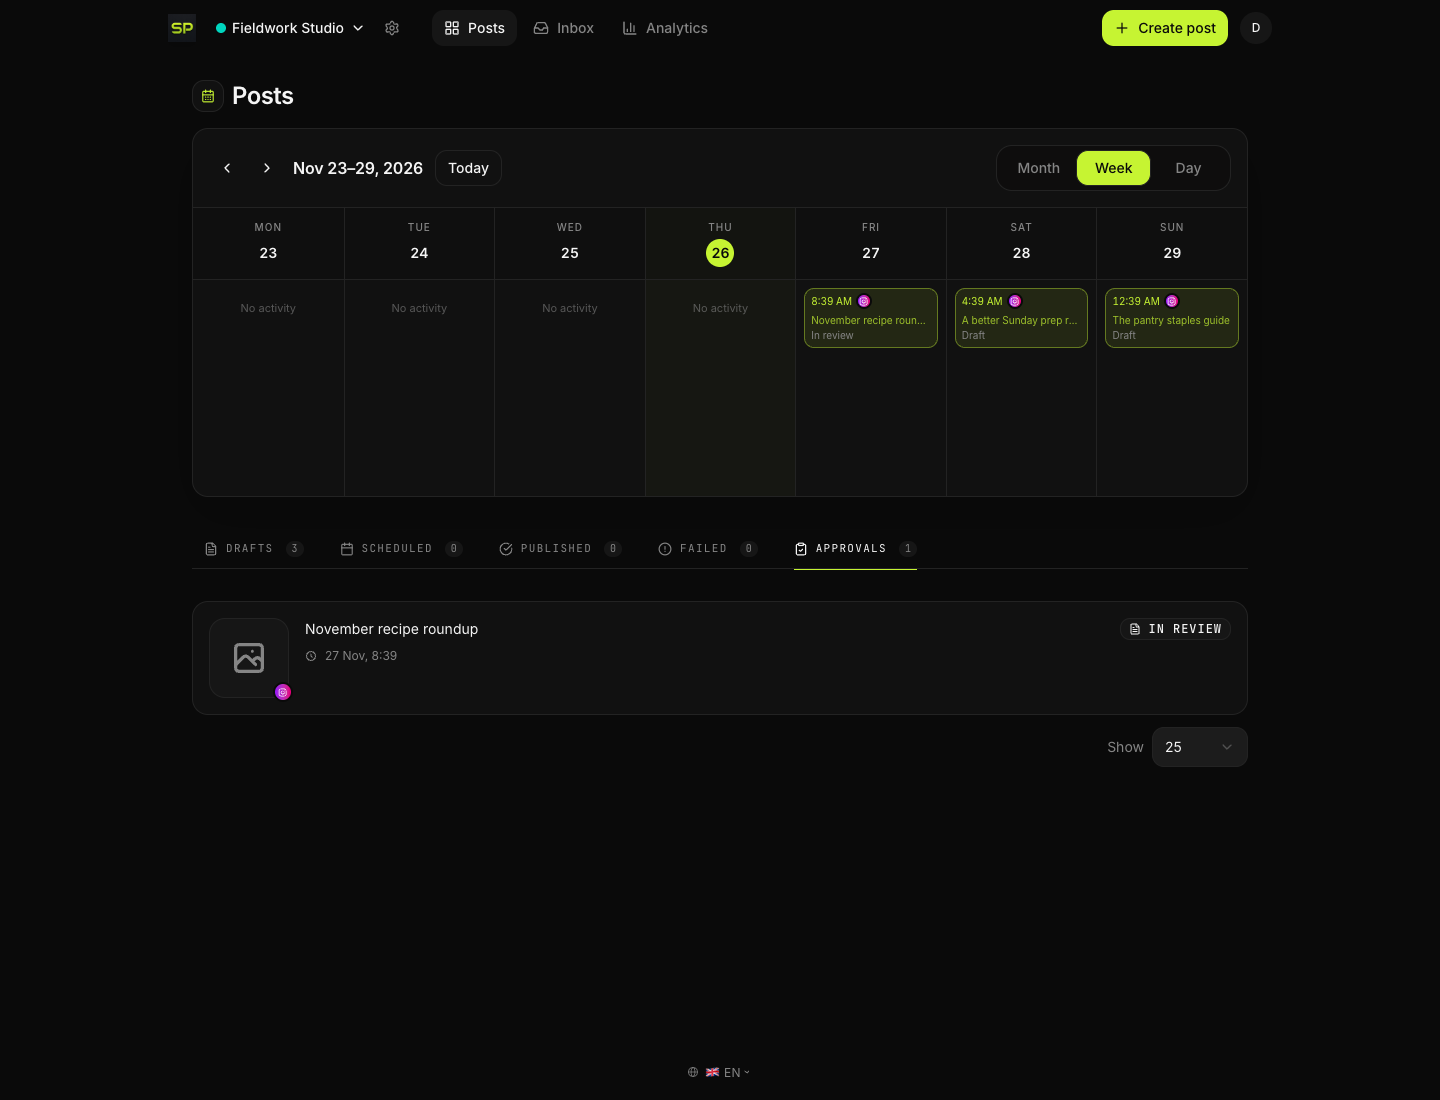 SP Fieldwork Studio Posts Inbox Analytics Create post D
Posts
Nov 23–29, 2026 Today Month Week Day
MON TUE WED THU FRI SAT SUN
23 24 25 26 27 28 29
No activity No activity No activity No activity
8:39 AM
November recipe roun...
In review
4:39 AM
A better Sunday prep r...
Draft
12:39 AM
The pantry staples guide
Draft
DRAFTS 3 SCHEDULED 0 PUBLISHED 0 FAILED 0 APPROVALS 1
November recipe roundup IN REVIEW
27 Nov, 8:39
Show 25
EN